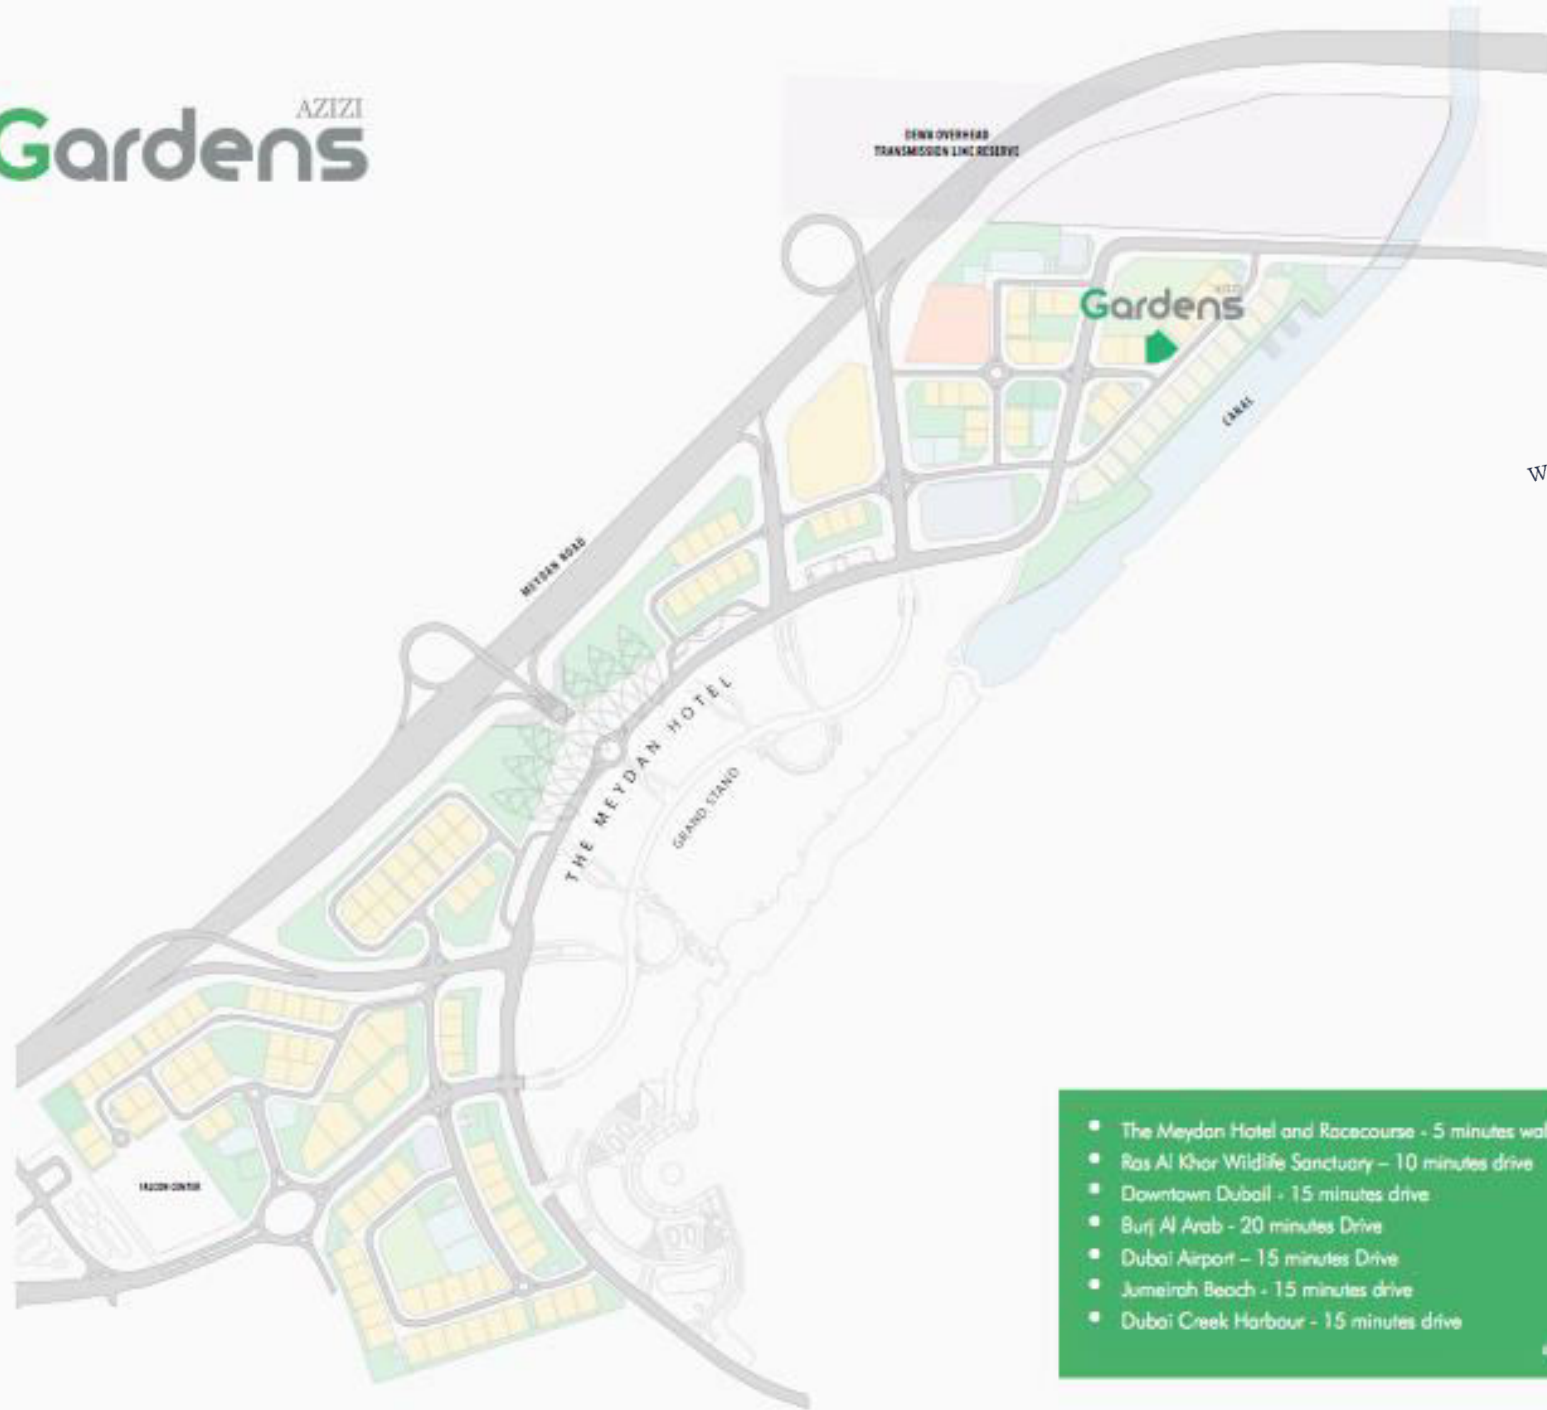 AZIZI
Gardens
DEWA OVERHEAD
TRANSMISSION LINE RESERVE
Gardens
CANAL
W
MEYDAN ROAD
THE MEYDAN HOTEL
GRAND STAND
FALCON CENTER
• The Meydan Hotel and Racecourse - 5 minutes wal
• Ras Al Khor Wildlife Sanctuary – 10 minutes drive
• Downtown Dubail - 15 minutes drive
• Burj Al Arab - 20 minutes Drive
• Dubai Airport – 15 minutes Drive
• Jumeirah Beach - 15 minutes drive
• Dubai Creek Harbour - 15 minutes drive